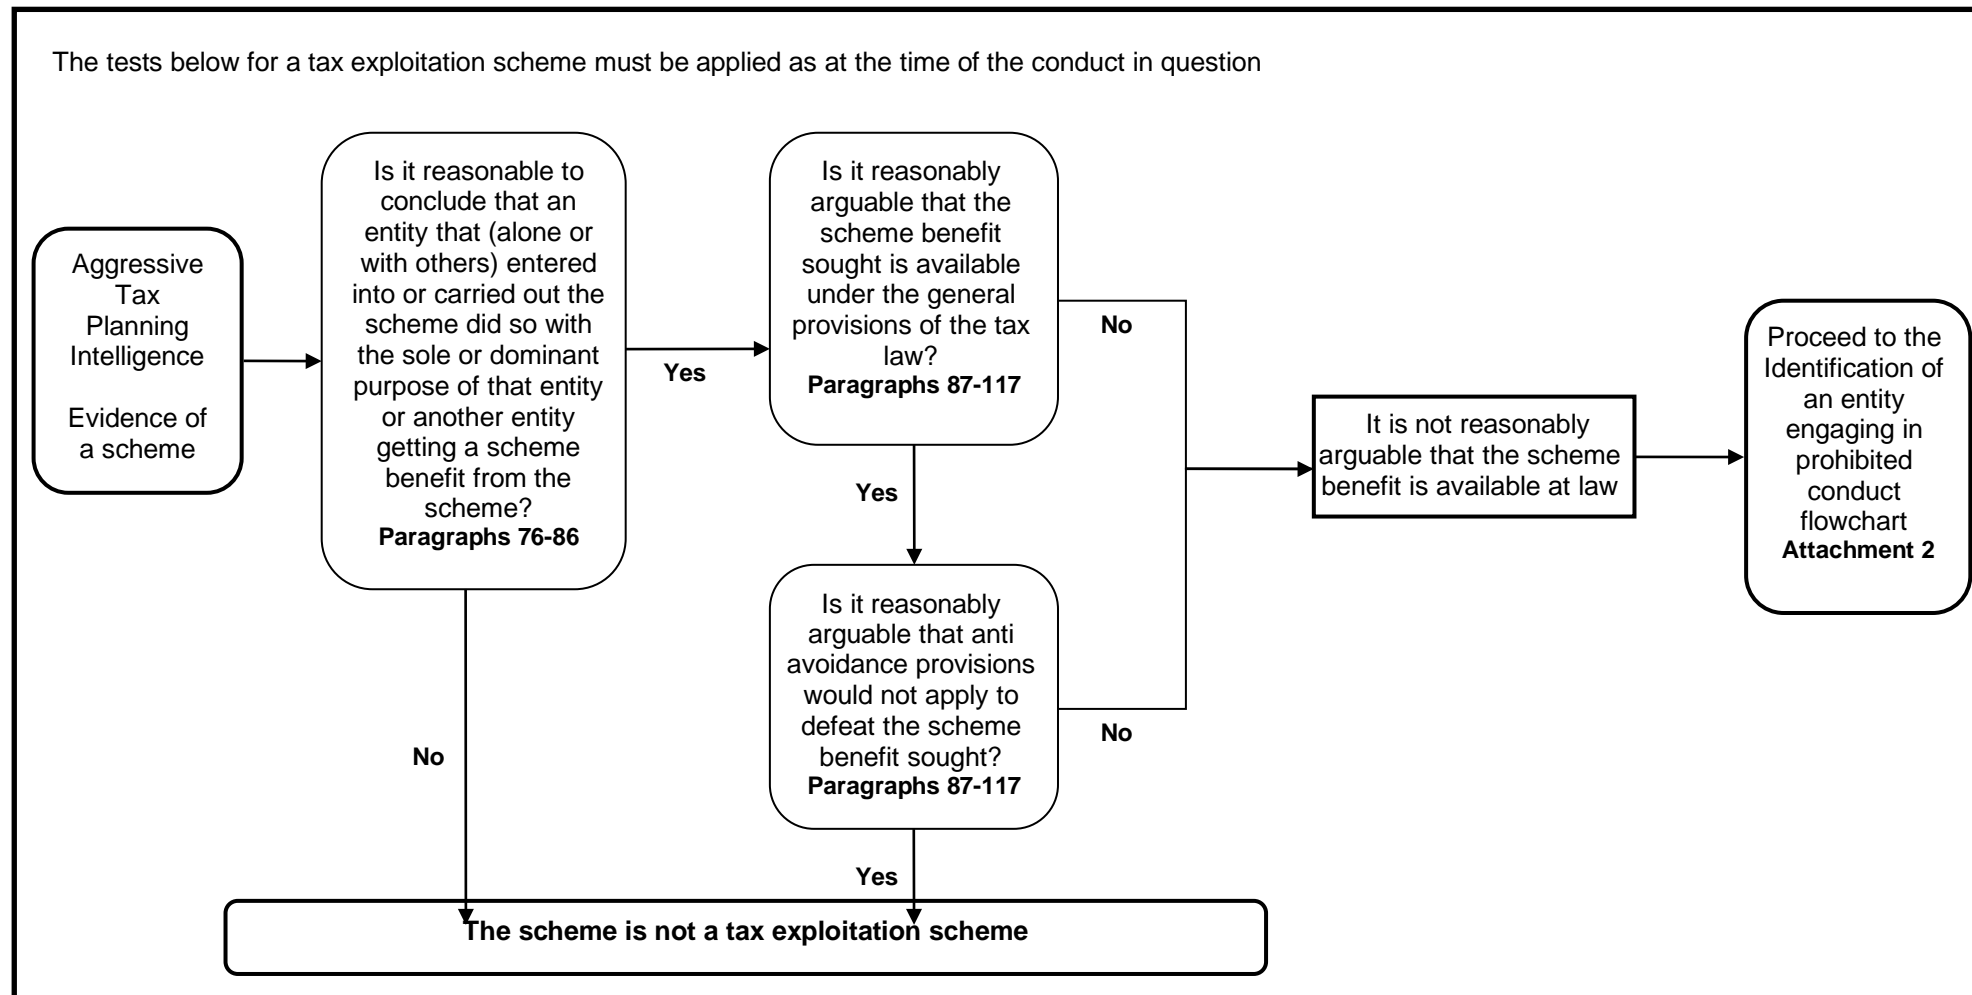 The tests below for a tax exploitation scheme must be applied as at the time of the conduct in question
Aggressive
Tax
Planning
Intelligence
Evidence of
a scheme
Is it reasonable to
conclude that an
entity that (alone or
with others) entered
into or carried out the
scheme did so with
the sole or dominant
purpose of that entity
or another entity
getting a scheme
benefit from the
scheme?
Paragraphs 76-86
Yes
No
Is it reasonably
arguable that the
scheme benefit
sought is available
under the general
provisions of the tax
law?
Paragraphs 87-117
No
Yes
Is it reasonably
arguable that anti
avoidance provisions
would not apply to
defeat the scheme
benefit sought?
Paragraphs 87-117
No
Yes
It is not reasonably
arguable that the scheme
benefit is available at law
Proceed to the
Identification of
an entity
engaging in
prohibited
conduct
flowchart
Attachment 2
The scheme is not a tax exploitation scheme